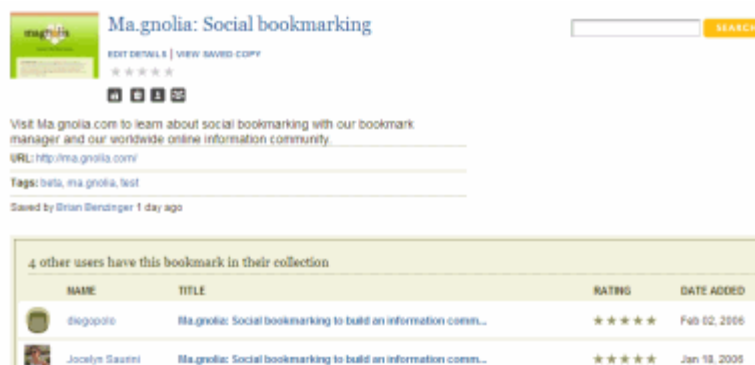 magnolia
Ma.gnolia: Social bookmarking
SEARCH
EDIT DETAILS | VIEW SAVED COPY
Visit Ma.gnolia.com to learn about social bookmarking with our bookmark
manager and our worldwide online information community.
URL: http://ma.gnolia.com/
Tags: beta, ma.gnolia, test
Saved by Brian Benzinger 1 day ago
4 other users have this bookmark in their collection
NAME TITLE RATING DATE ADDED
diegopolo Ma.gnolia: Social bookmarking to build an information comm... Feb 02, 2006
Jocelyn Saurini Ma.gnolia: Social bookmarking to build an information comm... Jan 18, 2006